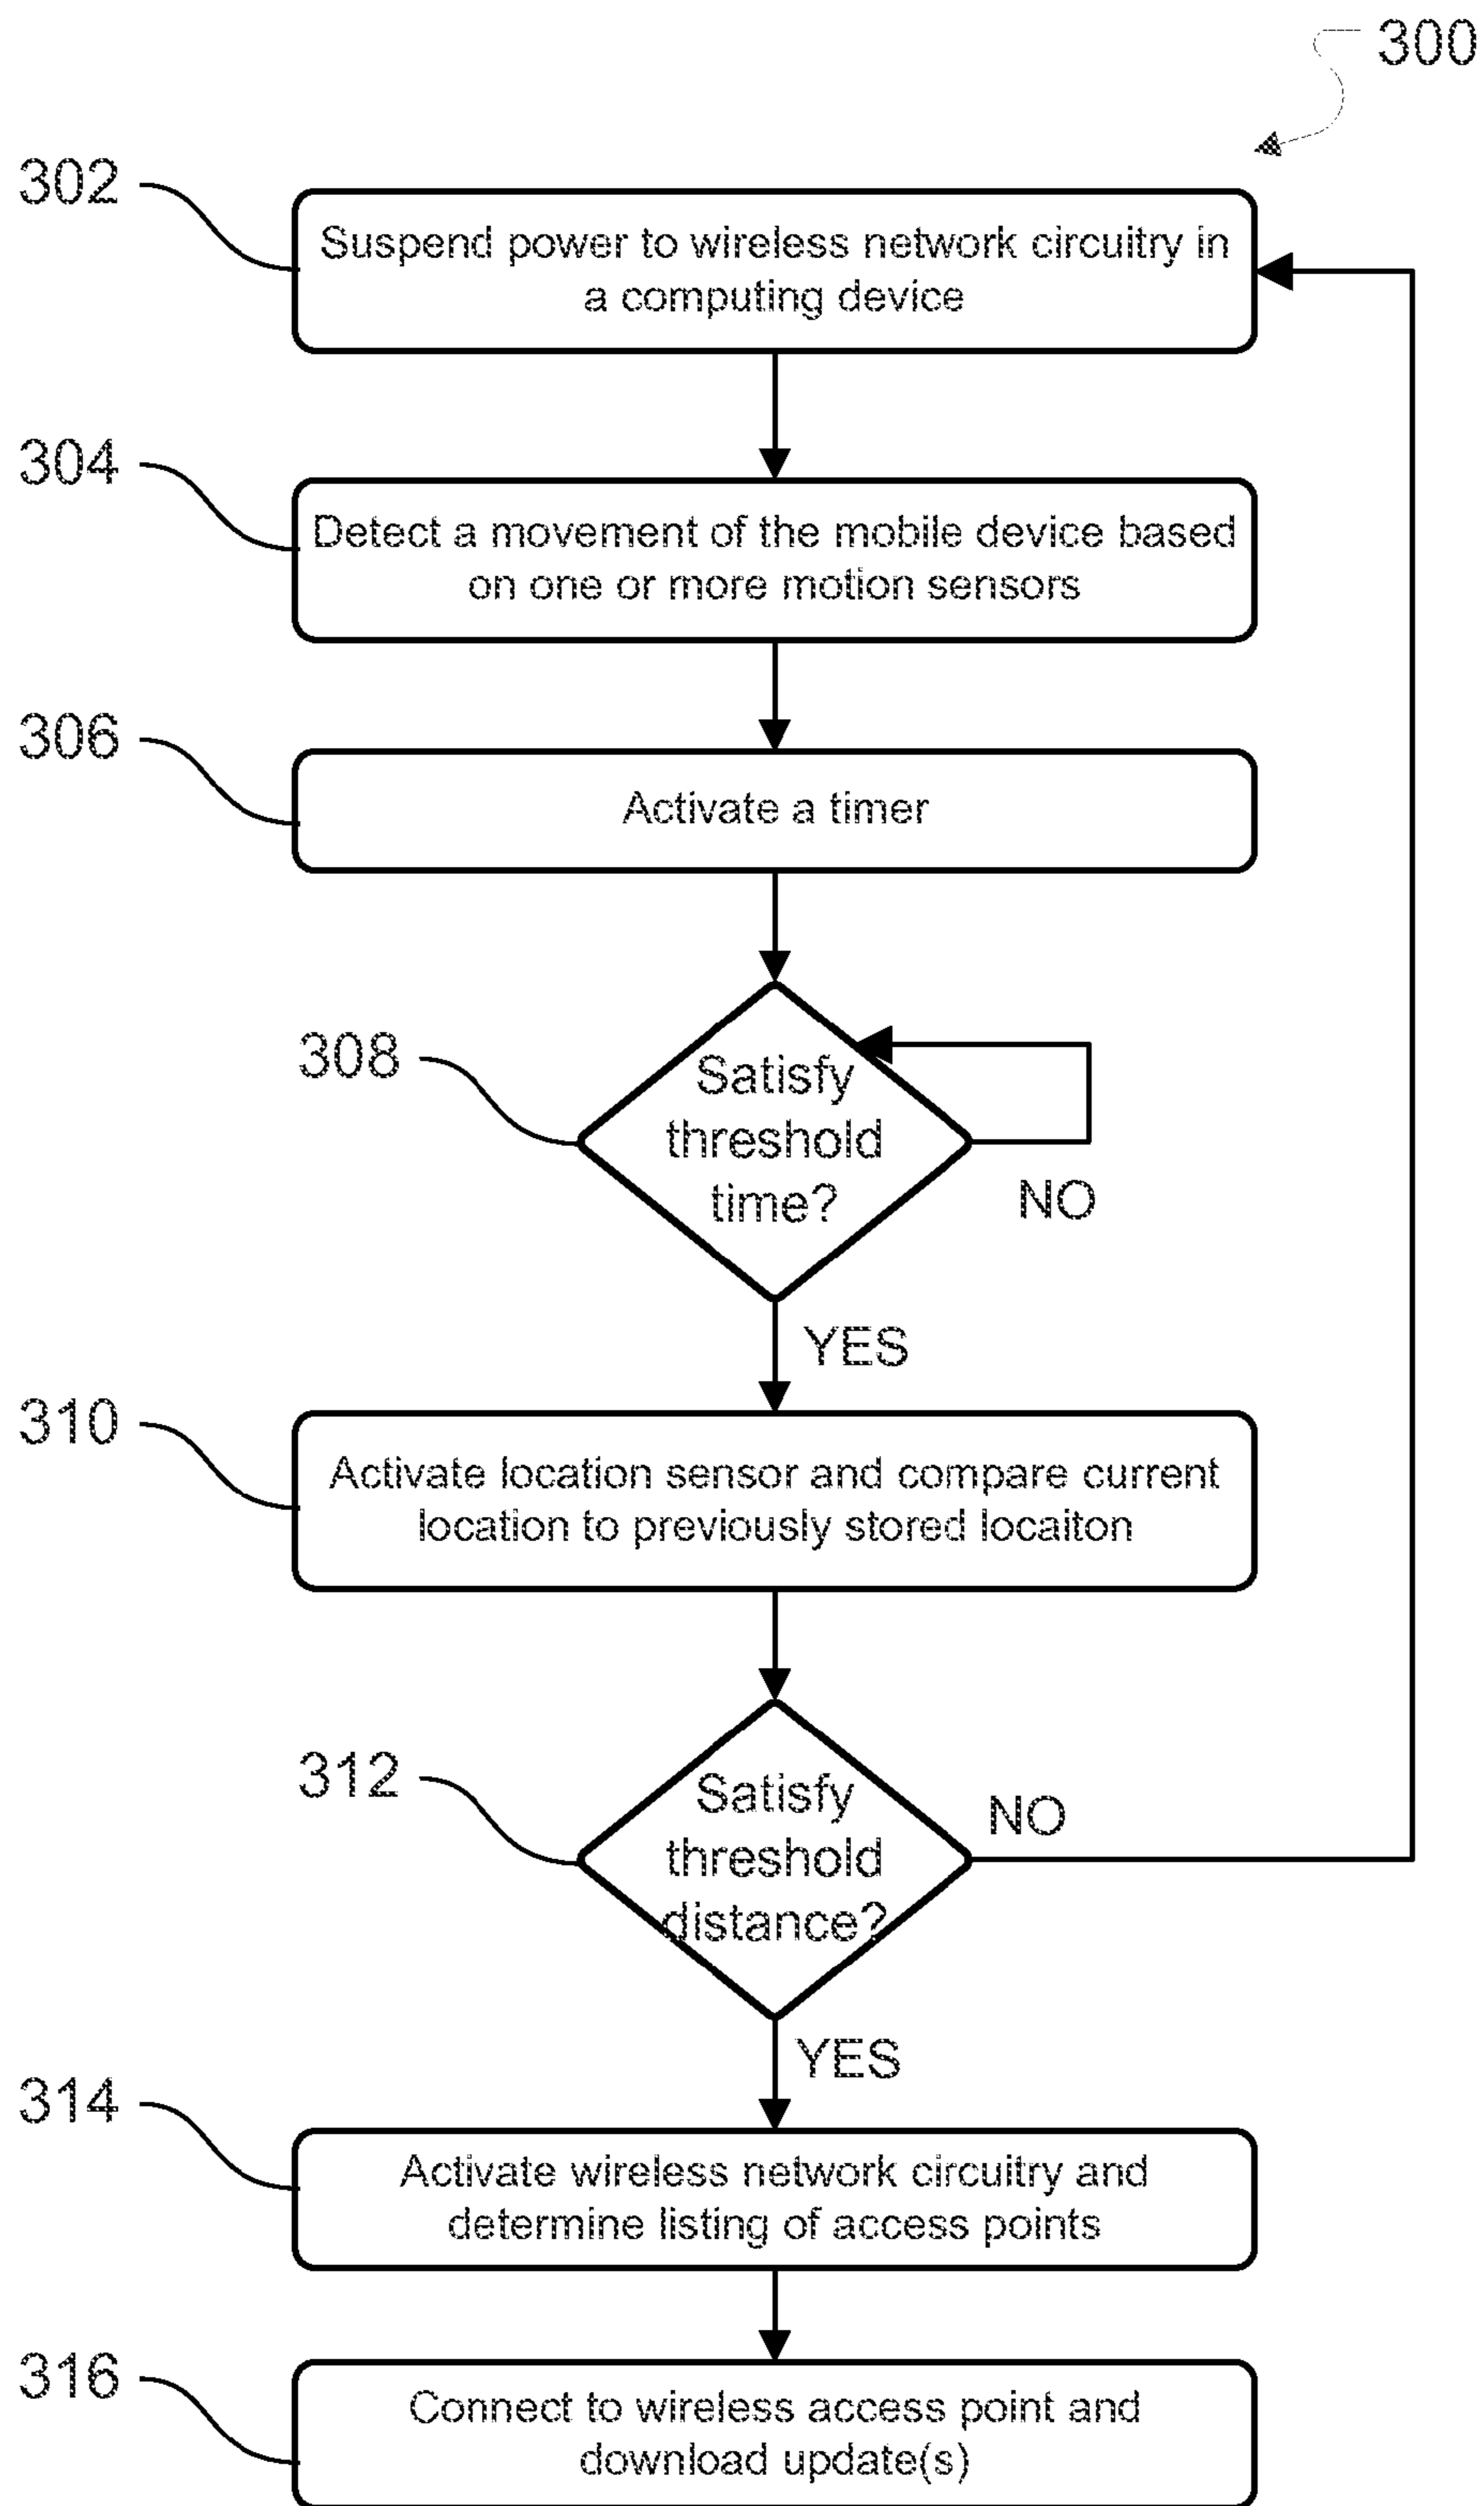 300
302
Suspend power to wireless network circuitry in
a computing device
304
Detect a movement of the mobile device based
on one or more motion sensors
306
Activate a timer
308
Satisfy
threshold
time?
NO
YES
310
Activate location sensor and compare current
location to previously stored locaiton
312
Satisfy
threshold
distance?
NO
YES
314
Activate wireless network circuitry and
determine listing of access points
316
Connect to wireless access point and
download update(s)